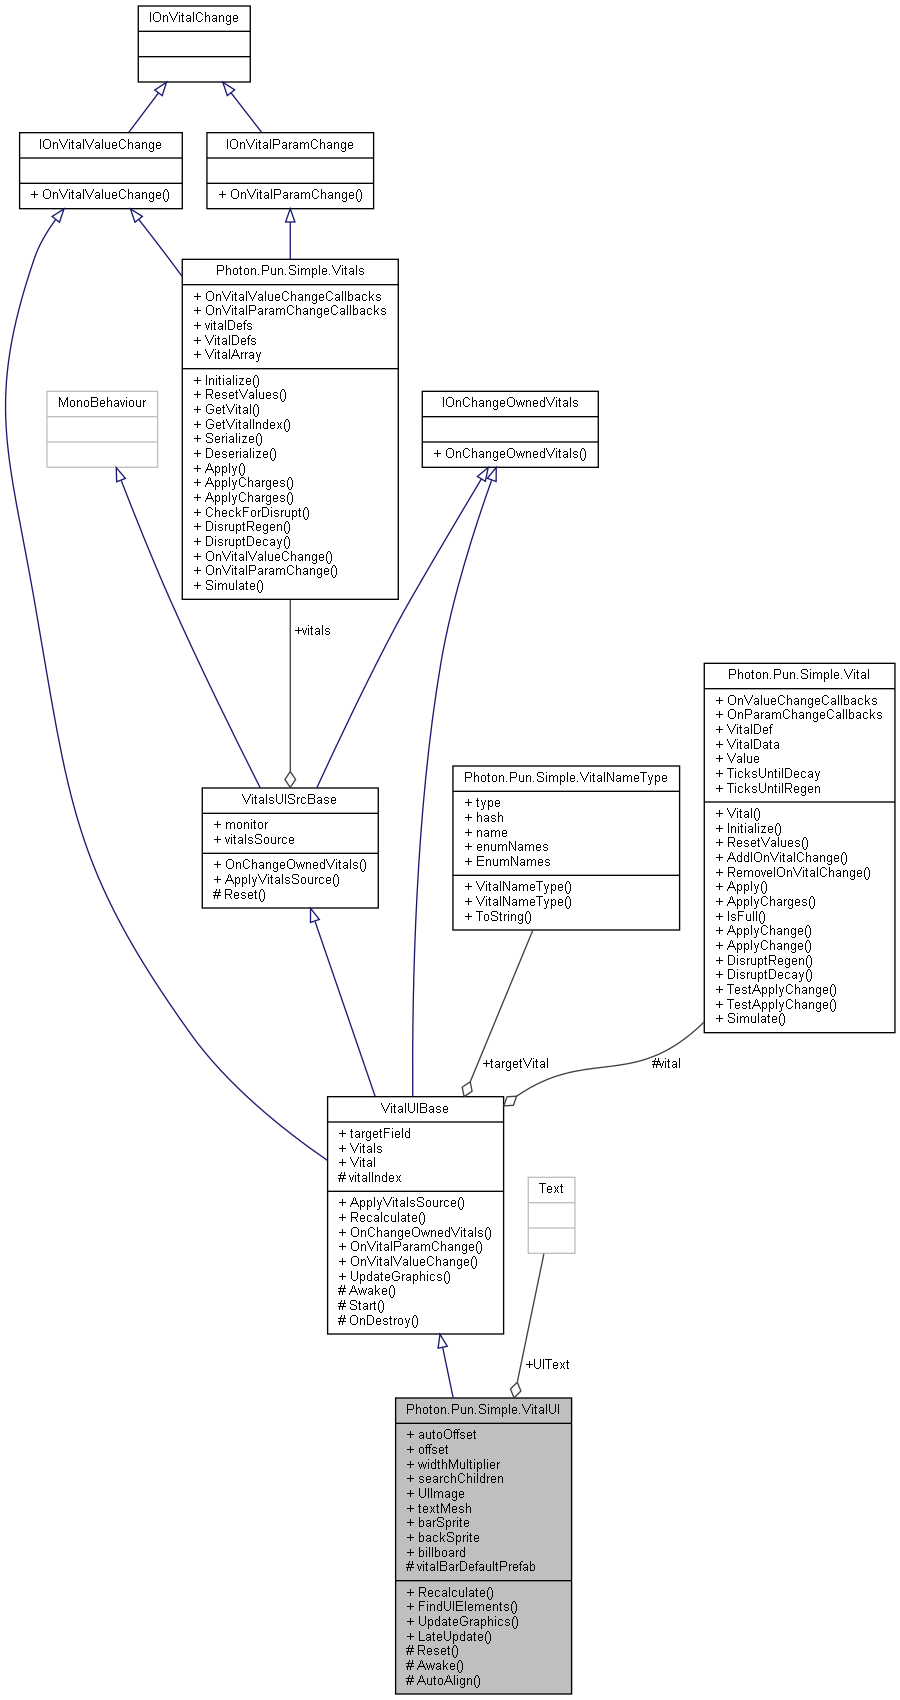 IOnVitalChange
IOnVitalValueChange
+ OnVitalValueChange()
IOnVitalParamChange
+ OnVitalParamChange()
Photon.Pun.Simple.Vitals
+ OnVitalValueChangeCallbacks
+ OnVitalParamChangeCallbacks
+ vitalDefs
+ VitalDefs
+ VitalArray
+ Initialize()
+ ResetValues()
+ GetVital()
+ GetVitalIndex()
+ Serialize()
+ Deserialize()
+ Apply()
+ ApplyCharges()
+ ApplyCharges()
+ CheckForDisrupt()
+ DisruptRegen()
+ DisruptDecay()
+ OnVitalValueChange()
+ OnVitalParamChange()
+ Simulate()
MonoBehaviour
IOnChangeOwnedVitals
+ OnChangeOwnedVitals()
+vitals
VitalsUISrcBase
+ monitor
+ vitalsSource
+ OnChangeOwnedVitals()
+ ApplyVitalsSource()
# Reset()
Photon.Pun.Simple.VitalNameType
+ type
+ hash
+ name
+ enumNames
+ EnumNames
+ VitalNameType()
+ VitalNameType()
+ ToString()
Photon.Pun.Simple.Vital
+ OnValueChangeCallbacks
+ OnParamChangeCallbacks
+ VitalDef
+ VitalData
+ Value
+ TicksUntilDecay
+ TicksUntilRegen
+ Vital()
+ Initialize()
+ ResetValues()
+ AddIOnVitalChange()
+ RemoveIOnVitalChange()
+ Apply()
+ ApplyCharges()
+ IsFull()
+ ApplyChange()
+ ApplyChange()
+ DisruptRegen()
+ DisruptDecay()
+ TestApplyChange()
+ TestApplyChange()
+ Simulate()
+targetVital
#vital
VitalUIBase
+ targetField
+ Vitals
+ Vital
# vitalIndex
+ ApplyVitalsSource()
+ Recalculate()
+ OnChangeOwnedVitals()
+ OnVitalParamChange()
+ OnVitalValueChange()
+ UpdateGraphics()
# Awake()
# Start()
# OnDestroy()
Text
+UIText
Photon.Pun.Simple.VitalUI
+ autoOffset
+ offset
+ widthMultiplier
+ searchChildren
+ UIImage
+ textMesh
+ barSprite
+ backSprite
+ billboard
# vitalBarDefaultPrefab
+ Recalculate()
+ FindUIElements()
+ UpdateGraphics()
+ LateUpdate()
# Reset()
# Awake()
# AutoAlign()